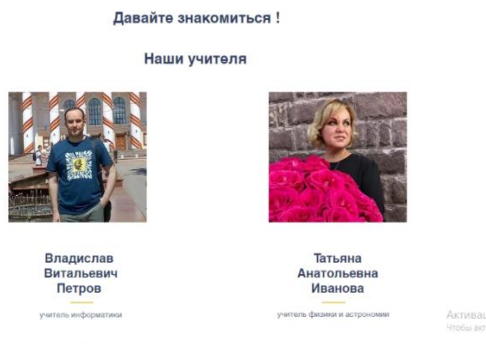 Давайте знакомиться !
Наши учителя
Владислав
Витальевич
Петров
учитель информатики
Татьяна
Анатольевна
Иванова
учитель физики и астрономии